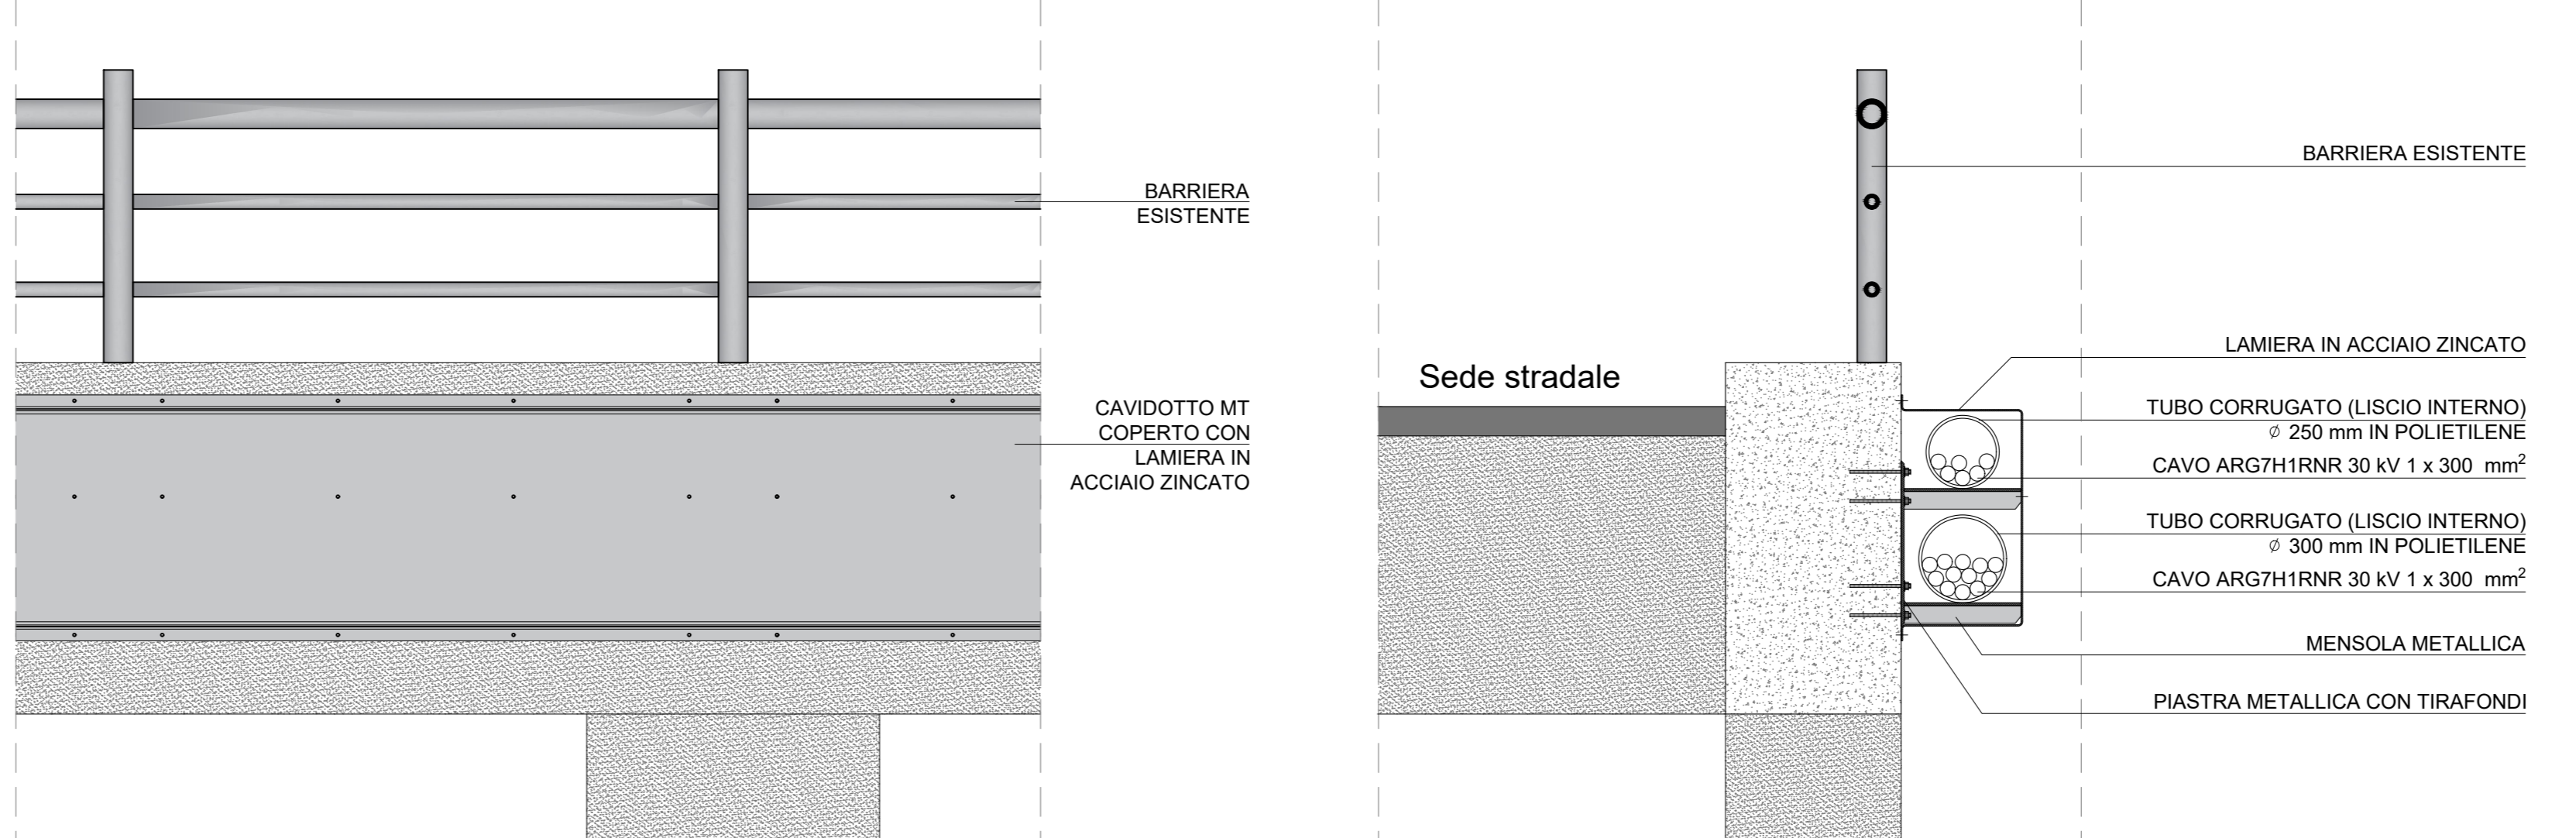 BARRIERA
ESISTENTE
CAVIDOTTO MT
COPERTO CON
LAMIERA IN
ACCIAIO ZINCATO
Sede stradale
BARRIERA ESISTENTE
LAMIERA IN ACCIAIO ZINCATO
TUBO CORRUGATO (LISCIO INTERNO)
∅ 250 mm IN POLIETILENE
CAVO ARG7H1RNR 30 kV 1 x 300 mm²
TUBO CORRUGATO (LISCIO INTERNO)
∅ 300 mm IN POLIETILENE
CAVO ARG7H1RNR 30 kV 1 x 300 mm²
MENSOLA METALLICA
PIASTRA METALLICA CON TIRAFONDI